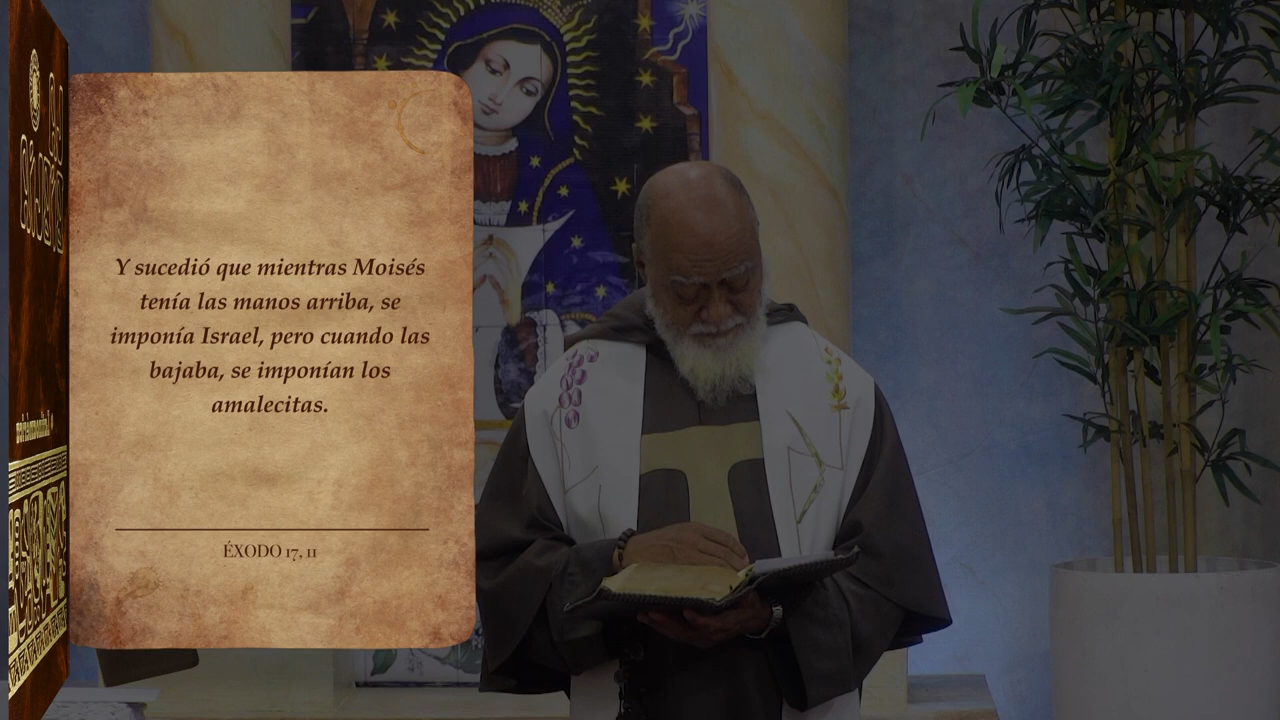 Y sucedió que mientras Moisés
tenía las manos arriba, se
imponía Israel, pero cuando las
bajaba, se imponían los
amalecitas.
ÉXODO 17, 11